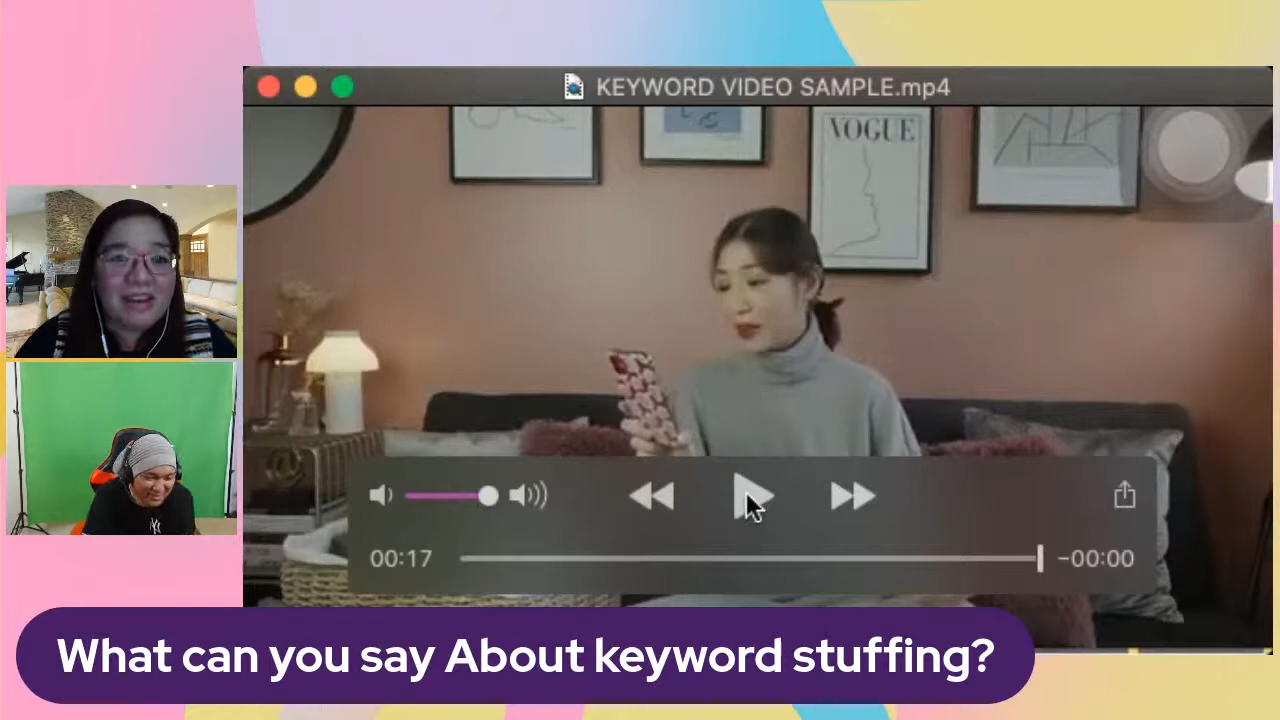 KEYWORD VIDEO SAMPLE.mp4
VOGUE
00:17
-00:00
What can you say About keyword stuffing?